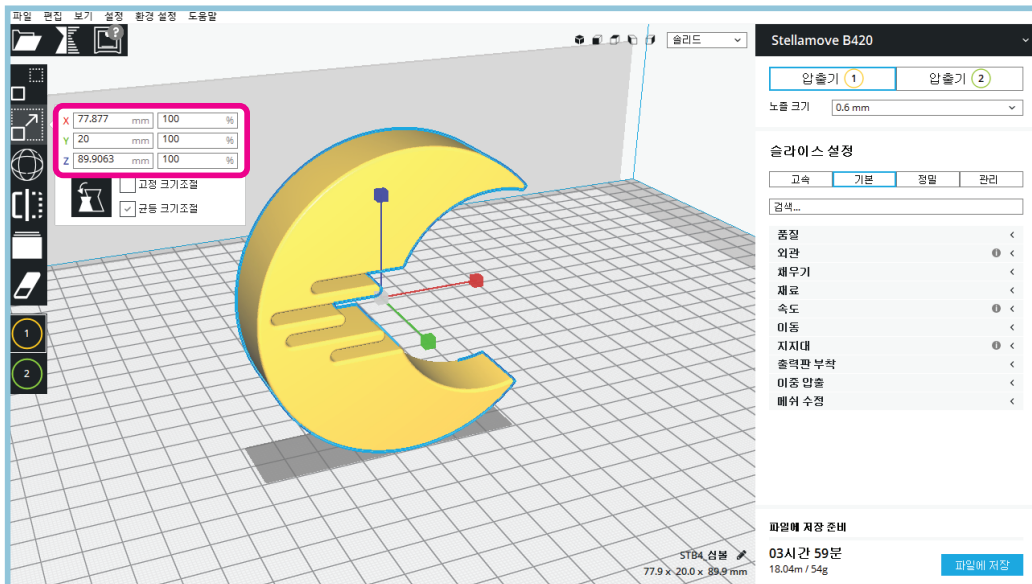 파일 편집 보기 설정 환경 설정 도움말
?
솔리드
Stellamove B420
압출기 1 압출기 2
노즐 크기 0.6 mm
X 77.877 mm 100 %
Y 20 mm 100 %
Z 89.9063 mm 100 %
고정 크기조절
균등 크기조절
슬라이스 설정
고속 기본 정밀 관리
검색...
품질
외관
채우기
재료
속도
이동
지지대
출력판 부착
이중 압출
메쉬 수정
1
2
STB4_심볼
77.9 x 20.0 x 89.9 mm
파일에 저장 준비
03시간 59분
18.04m / 54g
파일에 저장